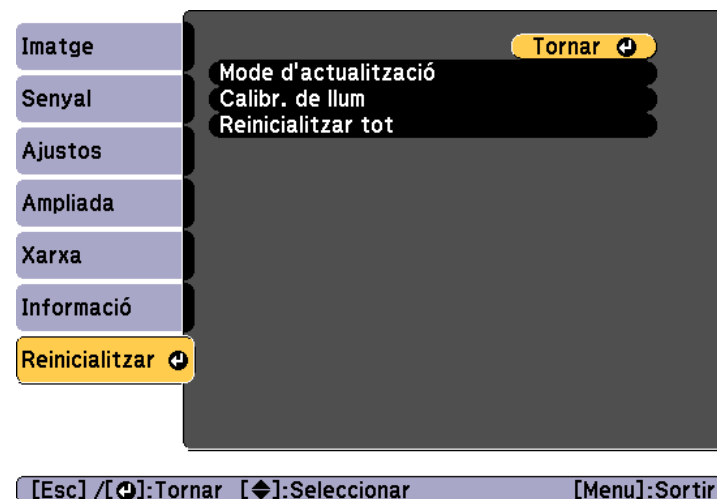 Imatge
Senyal
Ajustos
Ampliada
Xarxa
Informació
Reinicialitzar
Tornar
Mode d'actualització
Calibr. de llum
Reinicialitzar tot
[Esc] /[⏎]:Tornar [◆]:Seleccionar [Menu]:Sortir